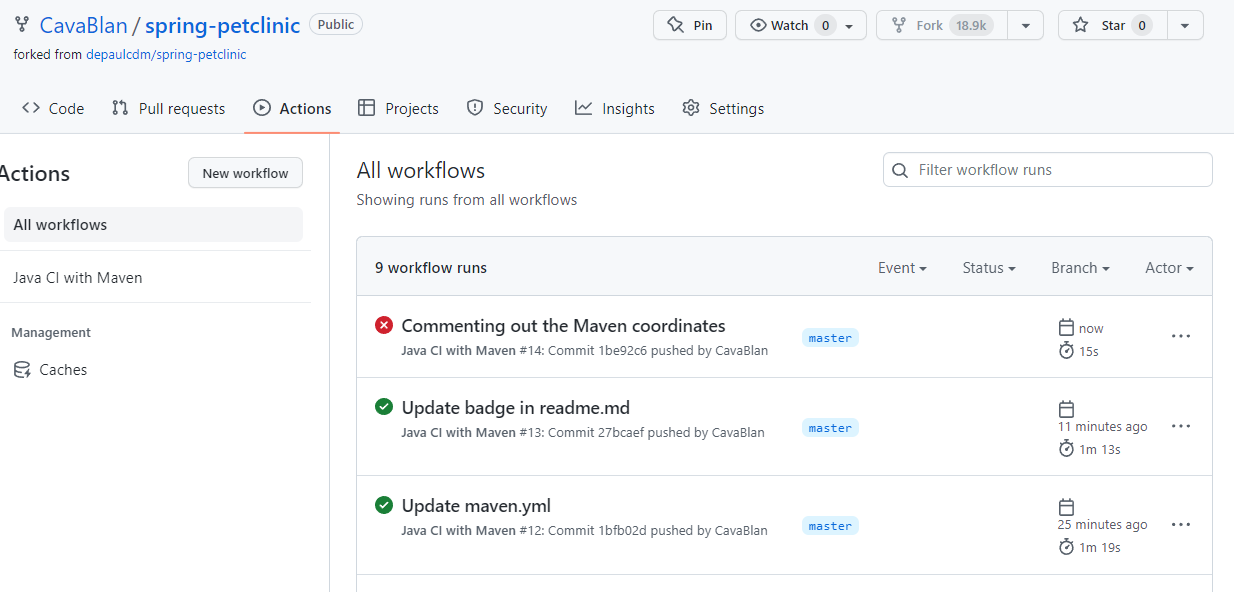 CavaBlan / spring-petclinic Public
Pin
Watch 0
Fork 18.9k
Star 0
forked from depaulcdm/spring-petclinic
Code Pull requests Actions Projects Security Insights Settings
Actions
New workflow
All workflows
Java CI with Maven
Management
Caches
All workflows
Showing runs from all workflows
Filter workflow runs
9 workflow runs
Event Status Branch Actor
Commenting out the Maven coordinates
Java CI with Maven #14: Commit 1be92c6 pushed by CavaBlan
master
now
15s
Update badge in readme.md
Java CI with Maven #13: Commit 27bcaef pushed by CavaBlan
master
11 minutes ago
1m 13s
Update maven.yml
Java CI with Maven #12: Commit 1bfb02d pushed by CavaBlan
master
25 minutes ago
1m 19s